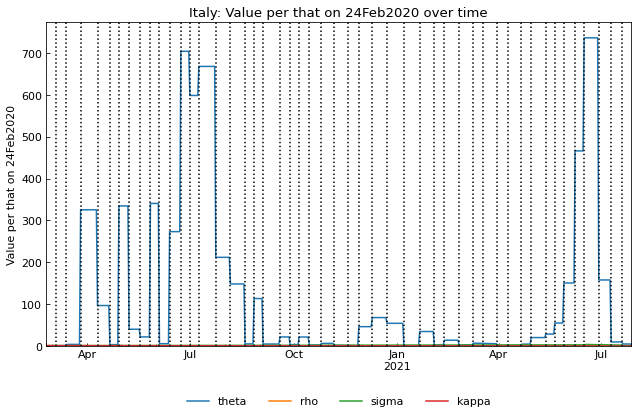 Italy: Value per that on 24Feb2020 over time
Value per that on 24Feb2020
700
600
500
400
300
200
100
0
Apr Jul Oct Jan Apr Jul
2021
theta rho sigma kappa